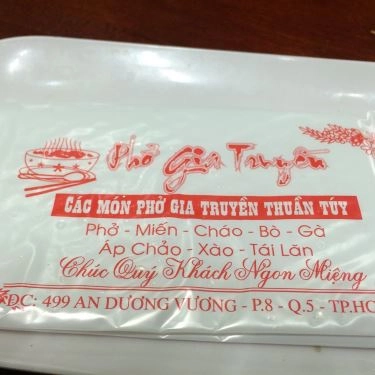 Phở Gia Truyền
CÁC MÓN PHỞ GIA TRUYỀN THUẦN TÚY
Phở - Miến - Cháo - Bò - Gà
Áp Chảo - Xào - Tái Lăn
Chúc Quý Khách Ngon Miệng
ĐC: 499 AN DƯƠNG VƯƠNG - P.8 - Q.5 - TP.HC